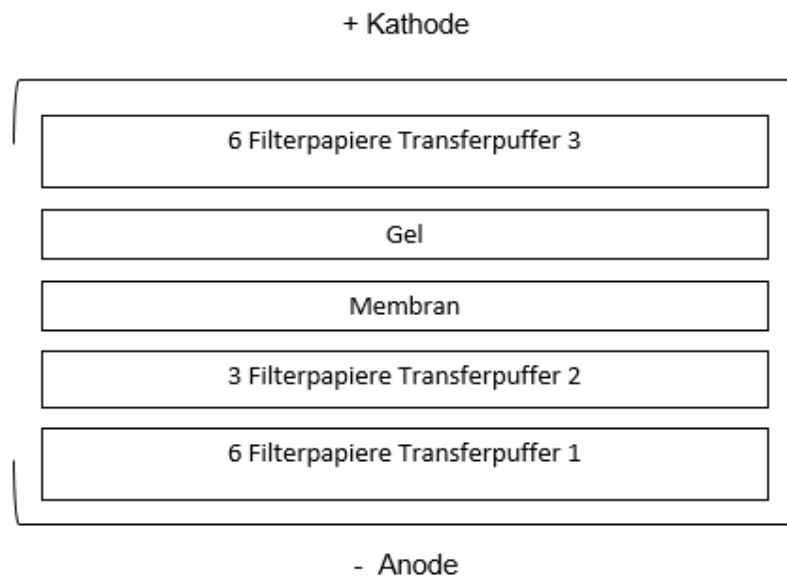 + Kathode
6 Filterpapiere Transferpuffer 3
Gel
Membran
3 Filterpapiere Transferpuffer 2
6 Filterpapiere Transferpuffer 1
- Anode